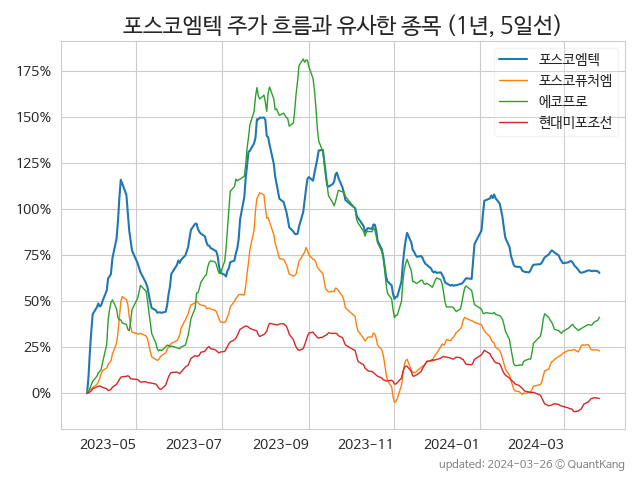 포스코엠텍 주가 흐름과 유사한 종목 (1년, 5일선)
포스코엠텍
포스코퓨처엠
에코프로
현대미포조선
175%
150%
125%
100%
75%
50%
25%
0%
2023-05 2023-07 2023-09 2023-11 2024-01 2024-03
updated: 2024-03-26 © QuantKang